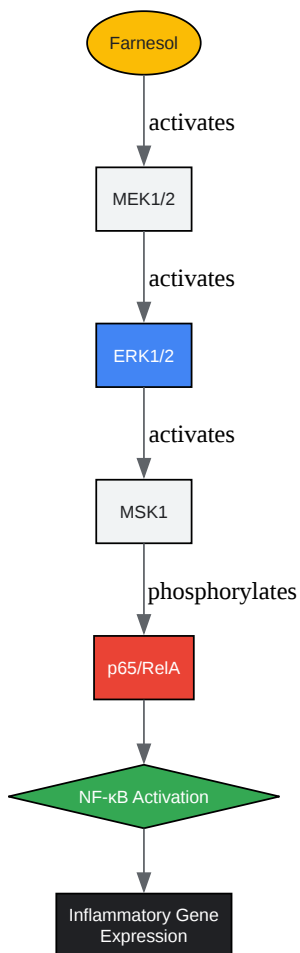 Farnesol
activates
MEK1/2
activates
ERK1/2
activates
MSK1
phosphorylates
p65/RelA
NF-κB Activation
Inflammatory Gene
Expression